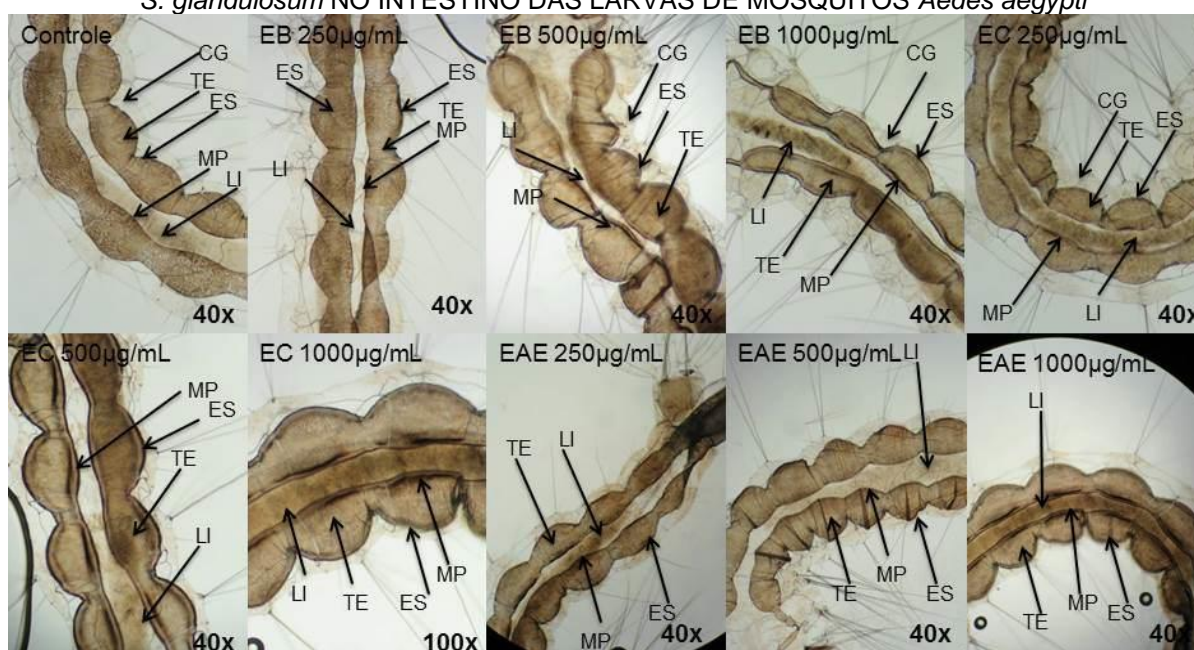 S. glandulosum NO INTESTINO DAS LARVAS DE MOSQUITOS Aedes aegypti
Controle
CG
TE
ES
MP
LI
40x
EB 250µg/mL
ES
ES
TE
MP
LI
40x
EB 500µg/mL
CG
ES
LI
TE
MP
40x
EB 1000µg/mL
CG
ES
LI
TE
MP
40x
EC 250µg/mL
CG
TE
ES
MP
LI
40x
EC 500µg/mL
MP
ES
TE
LI
40x
EC 1000µg/mL
LI
TE
ES
MP
100x
EAE 250µg/mL
TE
LI
ES
MP
40x
EAE 500µg/mL
LI
TE
MP
ES
40x
EAE 1000µg/mL
LI
TE
MP
ES
40x